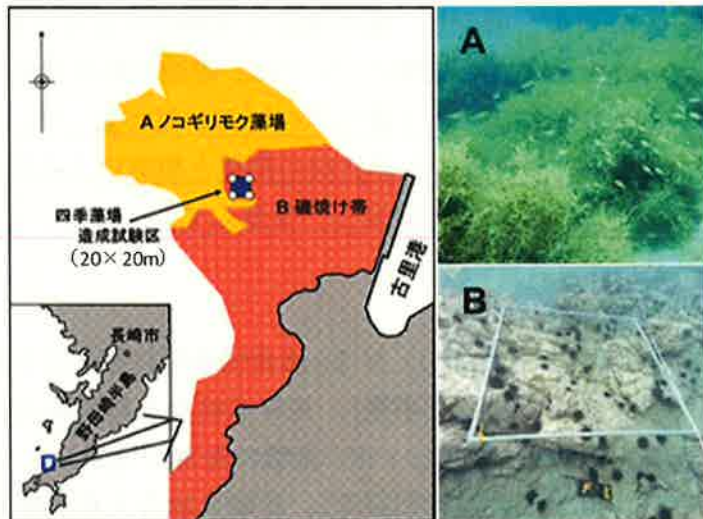 A ノコギリモク藻場
四季藻場
造成試験区
(20×20m)
B 磯焼け帯
古里港
長崎市
野母崎半島
A
B